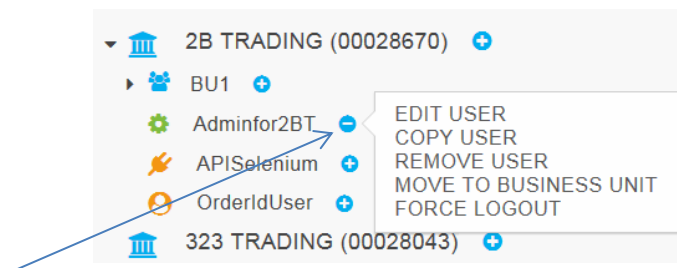 2B TRADING (00028670)
BU1
Adminfor2BT
EDIT USER
COPY USER
REMOVE USER
MOVE TO BUSINESS UNIT
FORCE LOGOUT
APISelenium
OrderIdUser
323 TRADING (00028043)